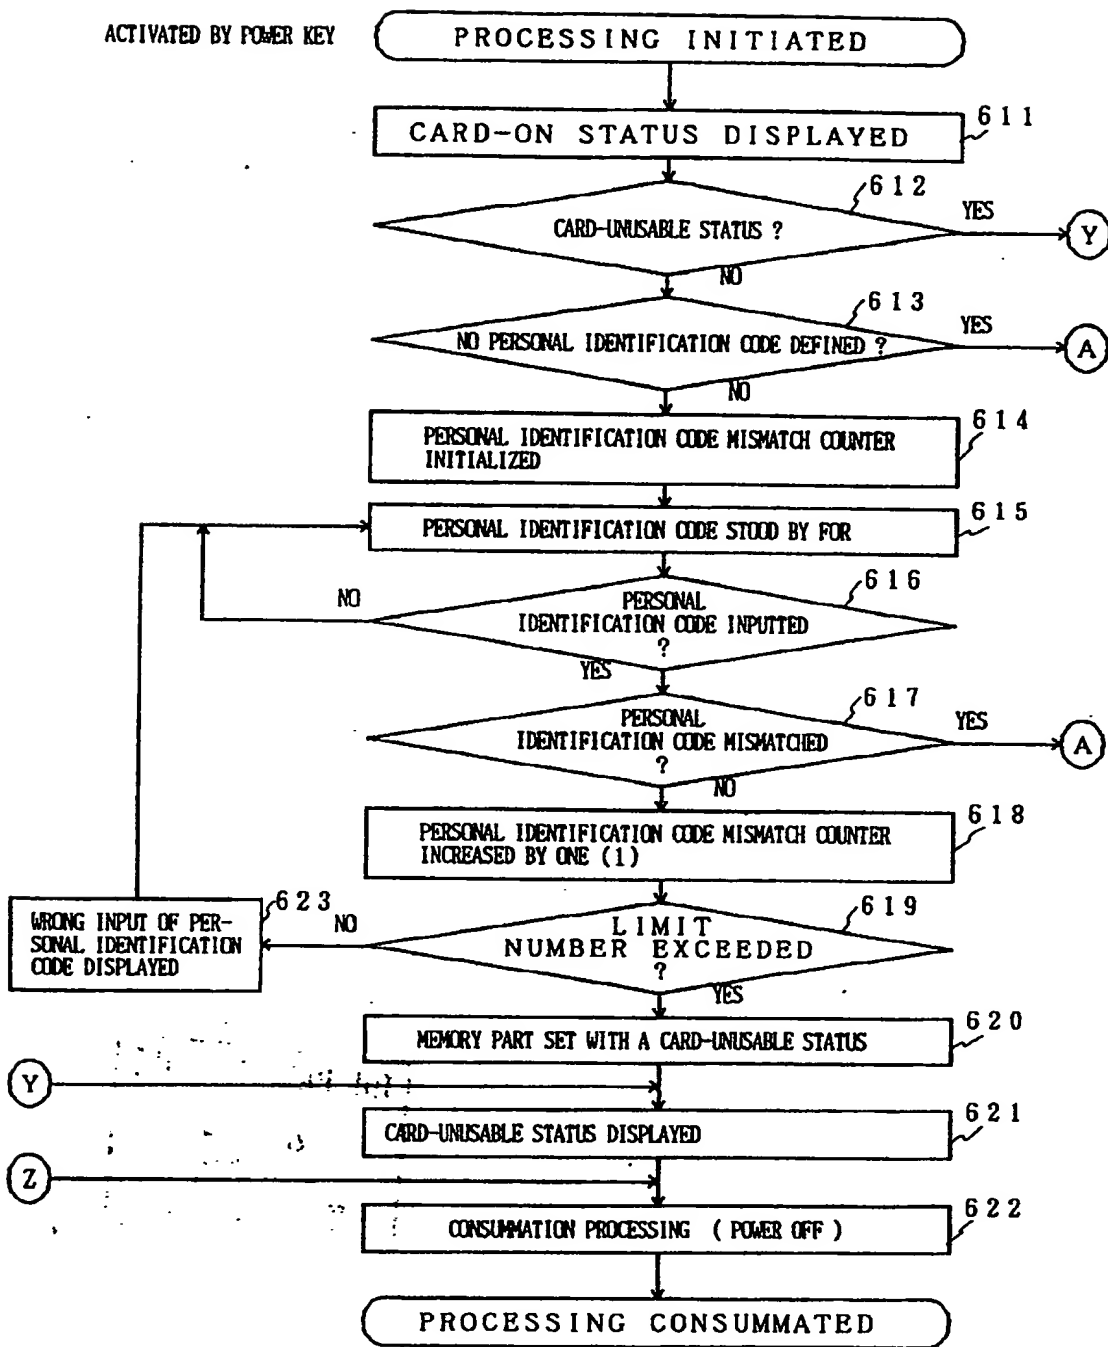 ACTIVATED BY POWER KEY
PROCESSING INITIATED
611
CARD-ON STATUS DISPLAYED
612
CARD-UNUSABLE STATUS ?
YES
Y
NO
613
NO PERSONAL IDENTIFICATION CODE DEFINED ?
YES
A
NO
614
PERSONAL IDENTIFICATION CODE MISMATCH COUNTER
INITIALIZED
615
PERSONAL IDENTIFICATION CODE STOOD BY FOR
616
NO
PERSONAL
IDENTIFICATION CODE INPUTTED
?
YES
617
PERSONAL
IDENTIFICATION CODE MISMATCHED
?
YES
A
NO
618
PERSONAL IDENTIFICATION CODE MISMATCH COUNTER
INCREASED BY ONE (1)
619
LIMIT
NUMBER EXCEEDED
?
NO
623
WRONG INPUT OF PER-
SONAL IDENTIFICATION
CODE DISPLAYED
YES
620
MEMORY PART SET WITH A CARD-UNUSABLE STATUS
Y
621
CARD-UNUSABLE STATUS DISPLAYED
Z
622
CONSUMMATION PROCESSING ( POWER OFF )
PROCESSING CONSUMMATED